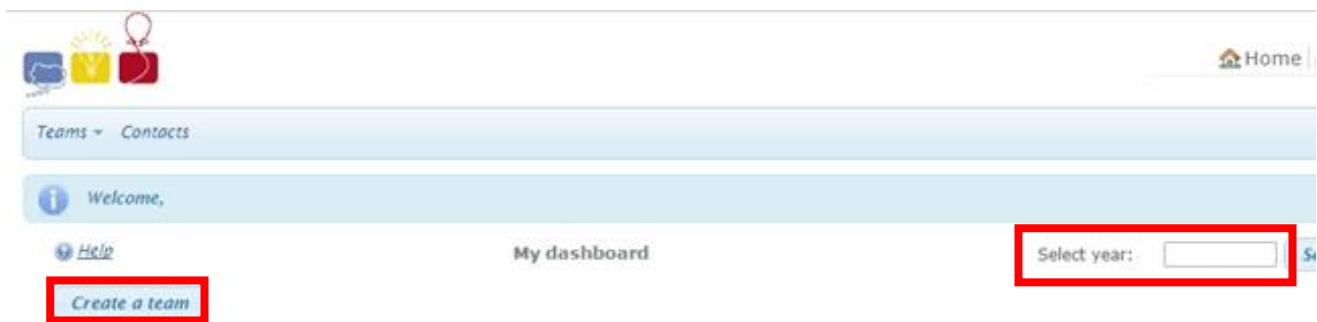 Home
Teams Contacts
Welcome,
Help My dashboard Select year:
Create a team